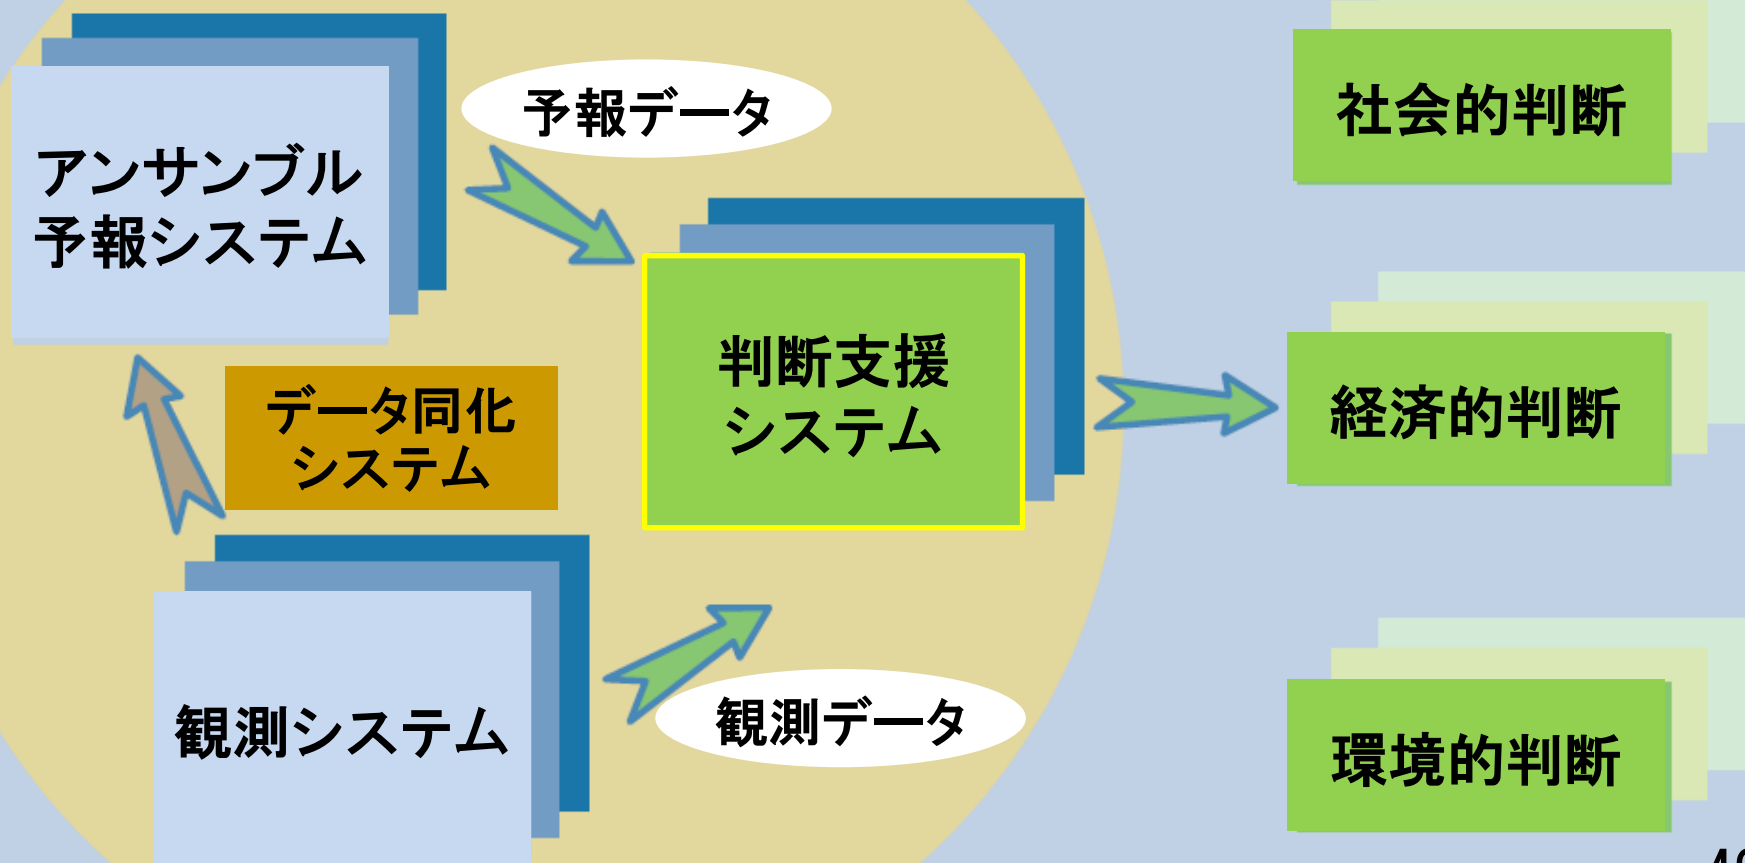 予報データ
社会的判断
アンサンブル
予報システム
判断支援
システム
データ同化
システム
経済的判断
観測システム
観測データ
環境的判断